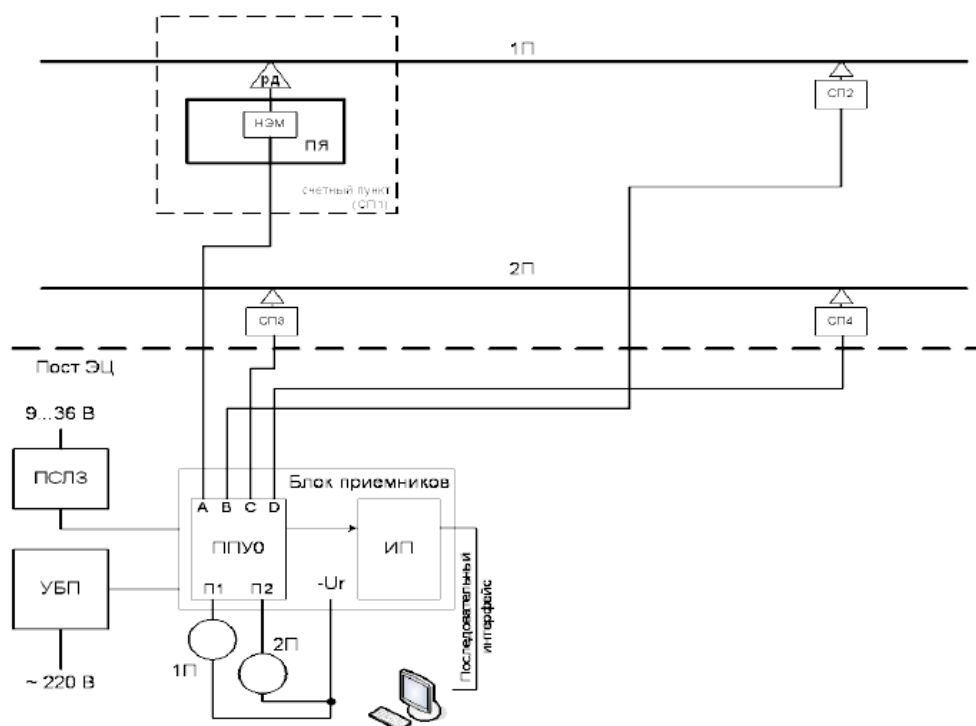 1П
рд
НЭМ
ПЯ
счетный пункт
(СП1)
СП2
2П
СП3
СП4
Пост ЭЦ
9...36 В
ПСЛЗ
УБП
~ 220 В
Блок приемников
A B C D
ППУ0
П1 П2
-Ur
ИП
1П
2П
Последовательный
интерфейс